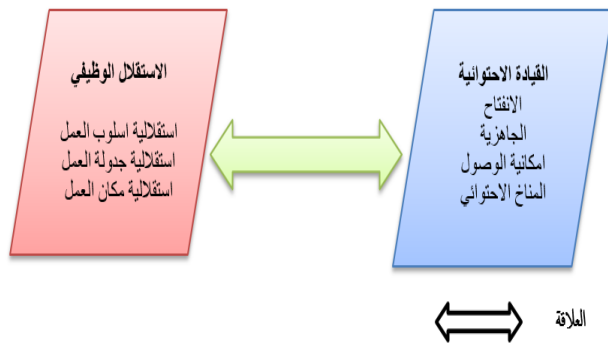 القيادة الاحتوائية
الانفتاح
الجاهزية
امكانية الوصول
المناخ الاحتوائي
الاستقلال الوظيفي
استقلالية اسلوب العمل
استقلالية جدولة العمل
استقلالية مكان العمل
العلاقة